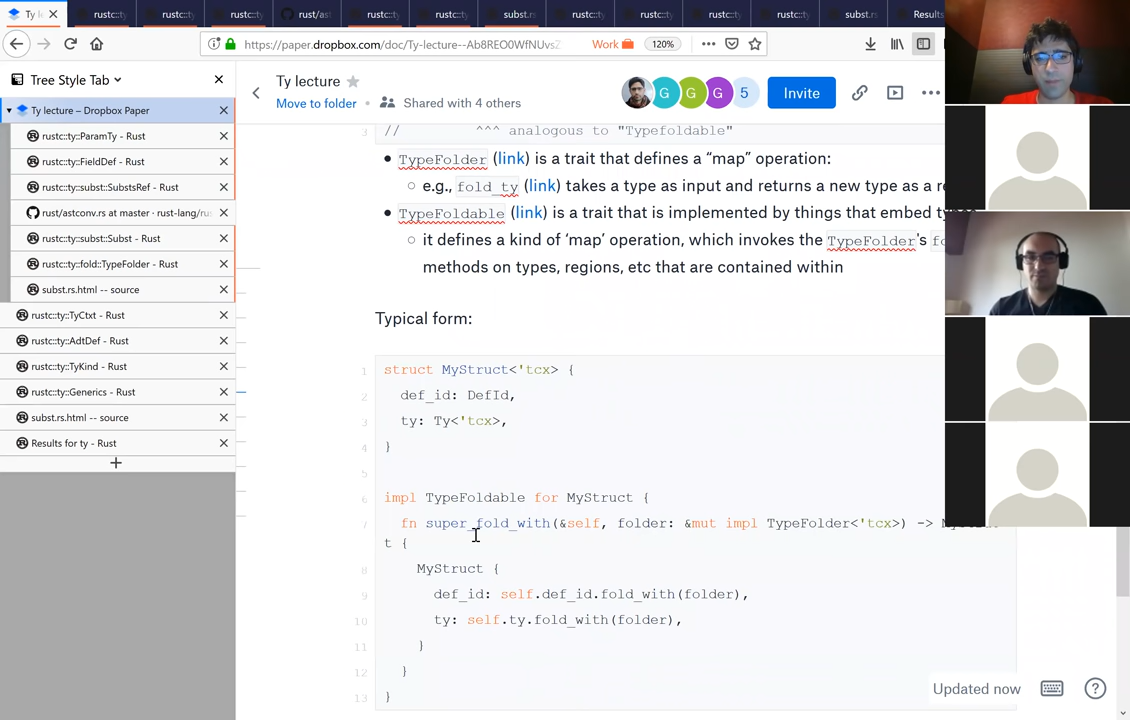 Ty le
rustc::ty
rustc::ty
rustc::ty
rust/ast
rustc::ty
rustc::ty
subst.rs
rustc::ty
rustc::ty
rustc::ty
rustc::ty
subst.rs
Results
https://paper.dropbox.com/doc/Ty-lecture--Ab8REO0WfNUvsZ
Work
120%
Tree Style Tab
Ty lecture – Dropbox Paper
rustc::ty::ParamTy - Rust
rustc::ty::FieldDef - Rust
rustc::ty::subst::SubstsRef - Rust
rust/astconv.rs at master · rust-lang/ru
rustc::ty::subst::Subst - Rust
rustc::ty::fold::TypeFolder - Rust
subst.rs.html -- source
rustc::ty::TyCtxt - Rust
rustc::ty::AdtDef - Rust
rustc::ty::TyKind - Rust
rustc::ty::Generics - Rust
subst.rs.html -- source
Results for ty - Rust
Ty lecture
Move to folder
Shared with 4 others
G
G
G
5
Invite
3 // ^^^ analogous to "Typefoldable"
• TypeFolder (link) is a trait that defines a “map” operation:
○ e.g., fold_ty (link) takes a type as input and returns a new type as a re
• TypeFoldable (link) is a trait that is implemented by things that embed types
○ it defines a kind of ‘map’ operation, which invokes the TypeFolder's fo
methods on types, regions, etc that are contained within
Typical form:
1 struct MyStruct<'tcx> {
2 def_id: DefId,
3 ty: Ty<'tcx>,
4 }
5
6 impl TypeFoldable for MyStruct {
7 fn super_fold_with(&self, folder: &mut impl TypeFolder<'tcx>) ->
t {
8 MyStruct {
9 def_id: self.def_id.fold_with(folder),
10 ty: self.ty.fold_with(folder),
11 }
12 }
13 }
Updated now